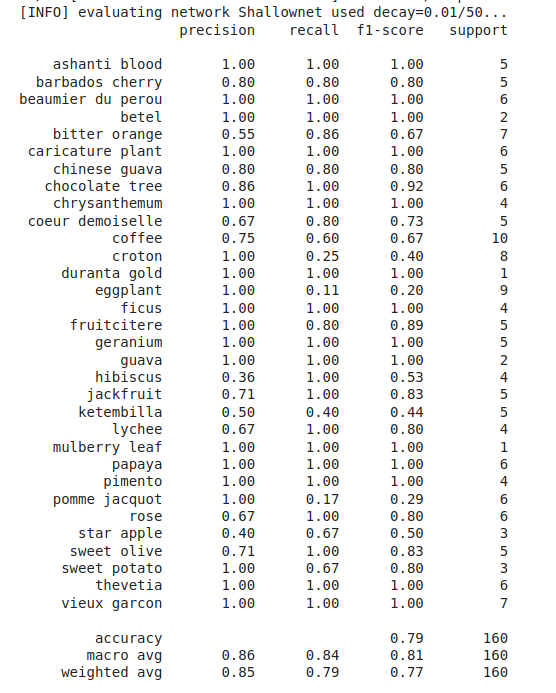 [INFO] evaluating network Shallownet used decay=0.01/50...
precision recall f1-score support
ashanti blood 1.00 1.00 1.00 5
barbados cherry 0.80 0.80 0.80 5
beaumier du perou 1.00 1.00 1.00 6
betel 1.00 1.00 1.00 2
bitter orange 0.55 0.86 0.67 7
caricature plant 1.00 1.00 1.00 6
chinese guava 0.80 0.80 0.80 5
chocolate tree 0.86 1.00 0.92 6
chrysanthemum 1.00 1.00 1.00 4
coeur demoiselle 0.67 0.80 0.73 5
coffee 0.75 0.60 0.67 10
croton 1.00 0.25 0.40 8
duranta gold 1.00 1.00 1.00 1
eggplant 1.00 0.11 0.20 9
ficus 1.00 1.00 1.00 4
fruitcitere 1.00 0.80 0.89 5
geranium 1.00 1.00 1.00 5
guava 1.00 1.00 1.00 2
hibiscus 0.36 1.00 0.53 4
jackfruit 0.71 1.00 0.83 5
ketembilla 0.50 0.40 0.44 5
lychee 0.67 1.00 0.80 4
mulberry leaf 1.00 1.00 1.00 1
papaya 1.00 1.00 1.00 6
pimento 1.00 1.00 1.00 4
pomme jacquot 1.00 0.17 0.29 6
rose 0.67 1.00 0.80 6
star apple 0.40 0.67 0.50 3
sweet olive 0.71 1.00 0.83 5
sweet potato 1.00 0.67 0.80 3
thevetia 1.00 1.00 1.00 6
vieux garcon 1.00 1.00 1.00 7
accuracy 0.79 160
macro avg 0.86 0.84 0.81 160
weighted avg 0.85 0.79 0.77 160